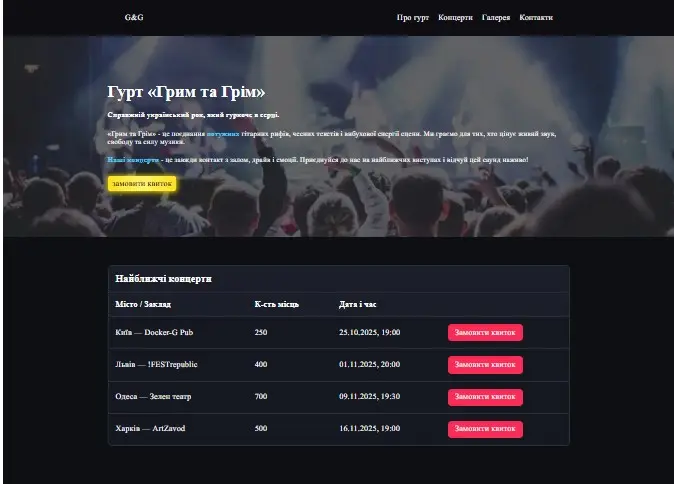 G&G Про гурт Концерти Галерея Контакти
Гурт «Грим та Грім»
Справжній український рок, який гуркоче в серці.
«Грим та Грім» - це поєднання потужних гітарних рифів, чесних текстів і вибухової енергії сцени. Ми граємо для тих, хто цінує живий звук,
свободу та силу музики.
Наші концерти - це завжди контакт з залом, драйв і емоції. Приєднуйся до нас на найближчих виступах і відчуй цей саунд наживо!
замовити квиток
Найближчі концерти
Місто / Заклад К-сть місць Дата і час
Київ — Docker-G Pub 250 25.10.2025, 19:00 Замовити квиток
Львів — !FESTrepublic 400 01.11.2025, 20:00 Замовити квиток
Одеса — Зелен театр 700 09.11.2025, 19:30 Замовити квиток
Харків — ArtZavod 500 16.11.2025, 19:00 Замовити квиток